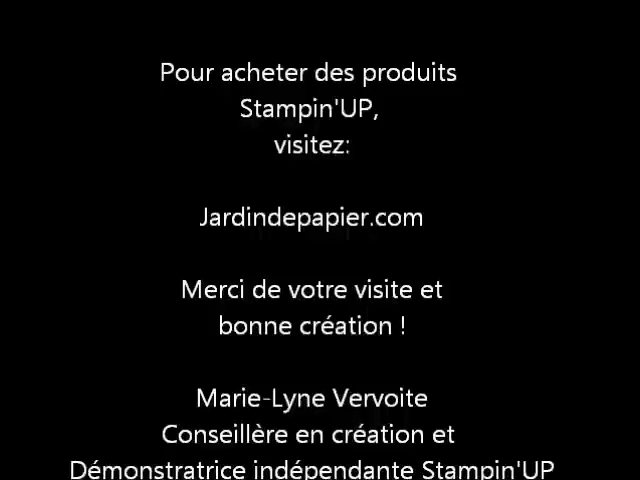 Pour acheter des produits
Stampin'UP,
visitez:
Jardindepapier.com
Merci de votre visite et
bonne création !
Marie-Lyne Vervoite
Conseillère en création et
Démonstratrice indépendante Stampin'UP